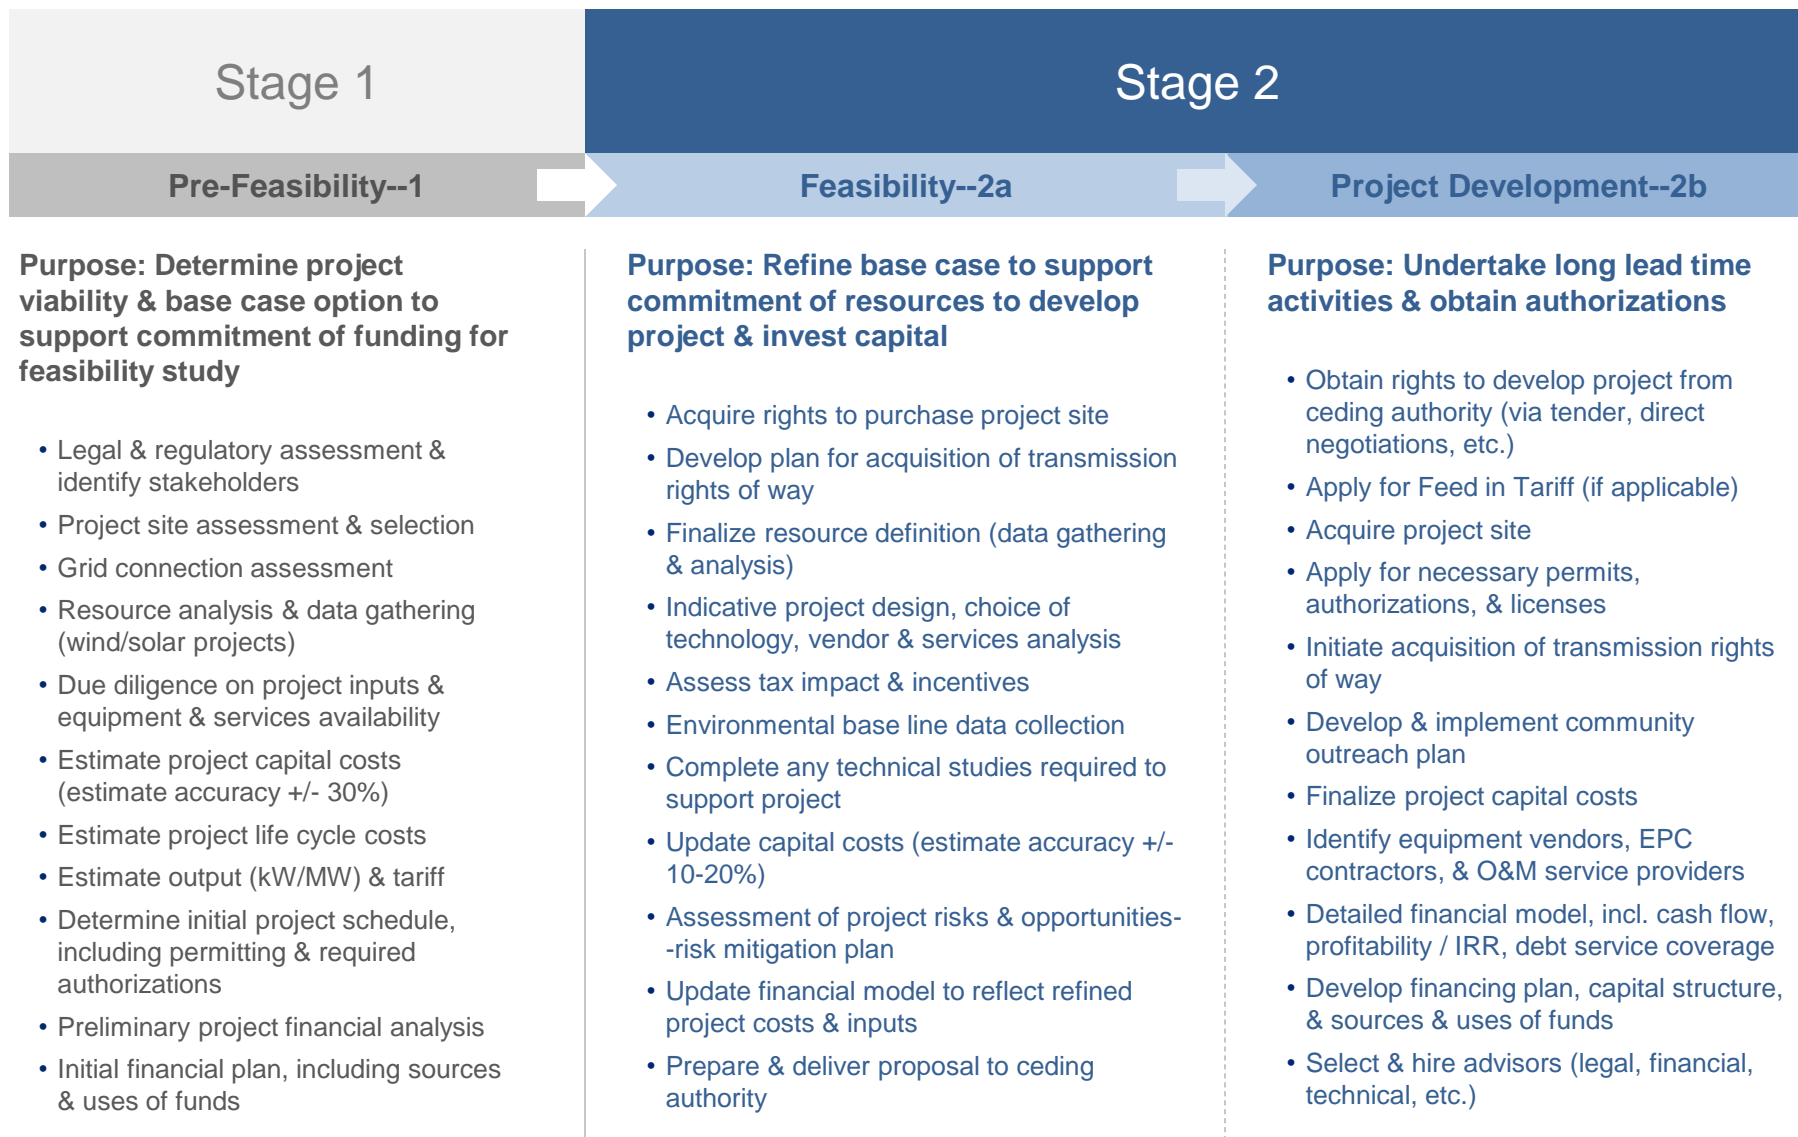 Stage 1
Stage 2
Pre-Feasibility--1
Feasibility--2a
Project Development--2b
Purpose: Determine project
viability & base case option to
support commitment of funding for
feasibility study
• Legal & regulatory assessment &
identify stakeholders
• Project site assessment & selection
• Grid connection assessment
• Resource analysis & data gathering
(wind/solar projects)
• Due diligence on project inputs &
equipment & services availability
• Estimate project capital costs
(estimate accuracy +/- 30%)
• Estimate project life cycle costs
• Estimate output (kW/MW) & tariff
• Determine initial project schedule,
including permitting & required
authorizations
• Preliminary project financial analysis
• Initial financial plan, including sources
& uses of funds
Purpose: Refine base case to support
commitment of resources to develop
project & invest capital
• Acquire rights to purchase project site
• Develop plan for acquisition of transmission
rights of way
• Finalize resource definition (data gathering
& analysis)
• Indicative project design, choice of
technology, vendor & services analysis
• Assess tax impact & incentives
• Environmental base line data collection
• Complete any technical studies required to
support project
• Update capital costs (estimate accuracy +/-
10-20%)
• Assessment of project risks & opportunities-
-risk mitigation plan
• Update financial model to reflect refined
project costs & inputs
• Prepare & deliver proposal to ceding
authority
Purpose: Undertake long lead time
activities & obtain authorizations
• Obtain rights to develop project from
ceding authority (via tender, direct
negotiations, etc.)
• Apply for Feed in Tariff (if applicable)
• Acquire project site
• Apply for necessary permits,
authorizations, & licenses
• Initiate acquisition of transmission rights
of way
• Develop & implement community
outreach plan
• Finalize project capital costs
• Identify equipment vendors, EPC
contractors, & O&M service providers
• Detailed financial model, incl. cash flow,
profitability / IRR, debt service coverage
• Develop financing plan, capital structure,
& sources & uses of funds
• Select & hire advisors (legal, financial,
technical, etc.)